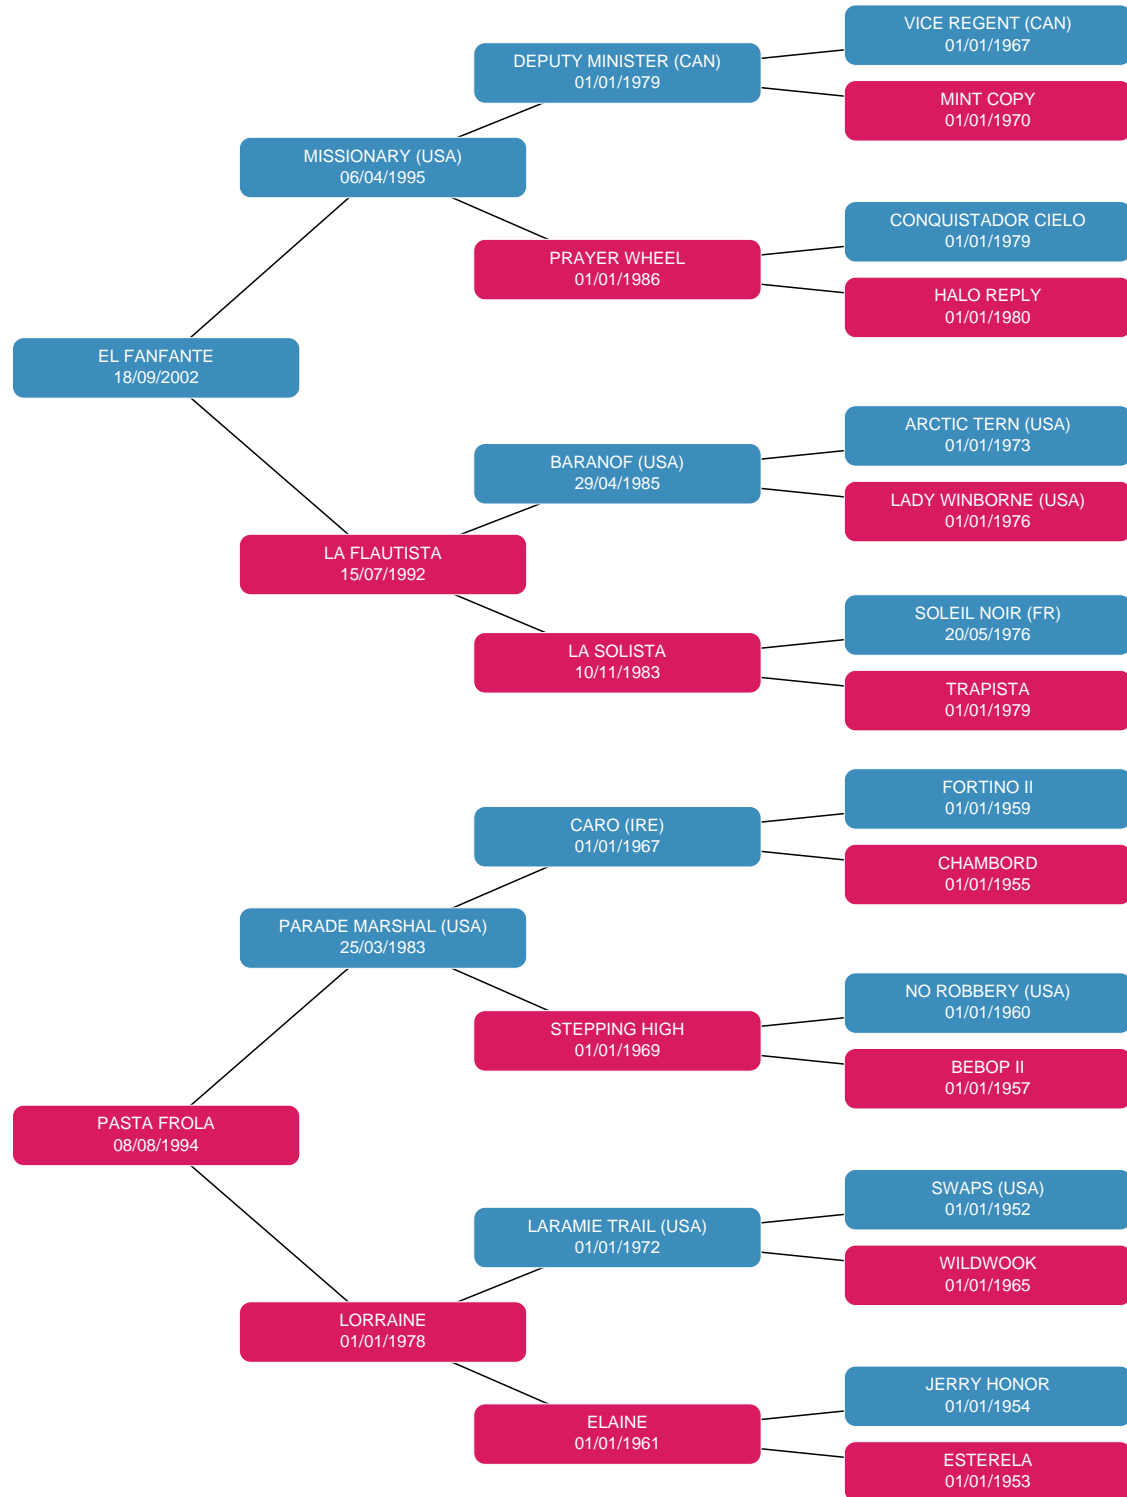 VICE REGENT (CAN)
01/01/1967
DEPUTY MINISTER (CAN)
01/01/1979
MINT COPY
01/01/1970
MISSIONARY (USA)
06/04/1995
CONQUISTADOR CIELO
01/01/1979
PRAYER WHEEL
01/01/1986
HALO REPLY
01/01/1980
EL FANFANTE
18/09/2002
ARCTIC TERN (USA)
01/01/1973
BARANOF (USA)
29/04/1985
LADY WINBORNE (USA)
01/01/1976
LA FLAUTISTA
15/07/1992
SOLEIL NOIR (FR)
20/05/1976
LA SOLISTA
10/11/1983
TRAPISTA
01/01/1979
FORTINO II
01/01/1959
CARO (IRE)
01/01/1967
CHAMBORD
01/01/1955
PARADE MARSHAL (USA)
25/03/1983
NO ROBBERY (USA)
01/01/1960
STEPPING HIGH
01/01/1969
BEBOP II
01/01/1957
PASTA FROLA
08/08/1994
SWAPS (USA)
01/01/1952
LARAMIE TRAIL (USA)
01/01/1972
WILDWOOK
01/01/1965
LORRAINE
01/01/1978
JERRY HONOR
01/01/1954
ELAINE
01/01/1961
ESTERELA
01/01/1953